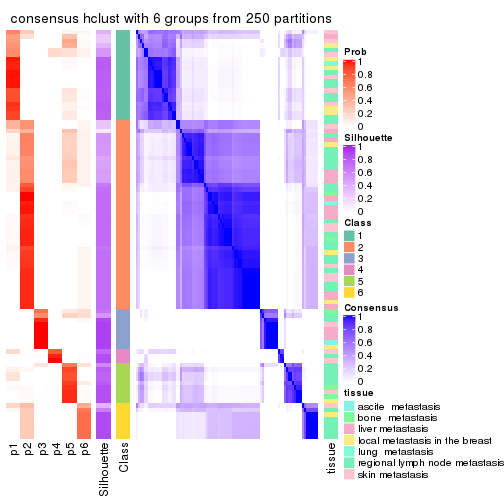 consensus hclust with 6 groups from 250 partitions
Prob
1
0.8
0.6
0.4
0.2
0
Silhouette
1
0.8
0.6
0.4
0.2
0
Class
1
2
3
4
5
6
Consensus
1
0.8
0.6
0.4
0.2
0
tissue
ascite metastasis
bone metastasis
liver metastasis
local metastasis in the breast
lung metastasis
regional lymph node metastasis
skin metastasis
p1
p2
p3
p4
p5
p6
Silhouette
Class
tissue